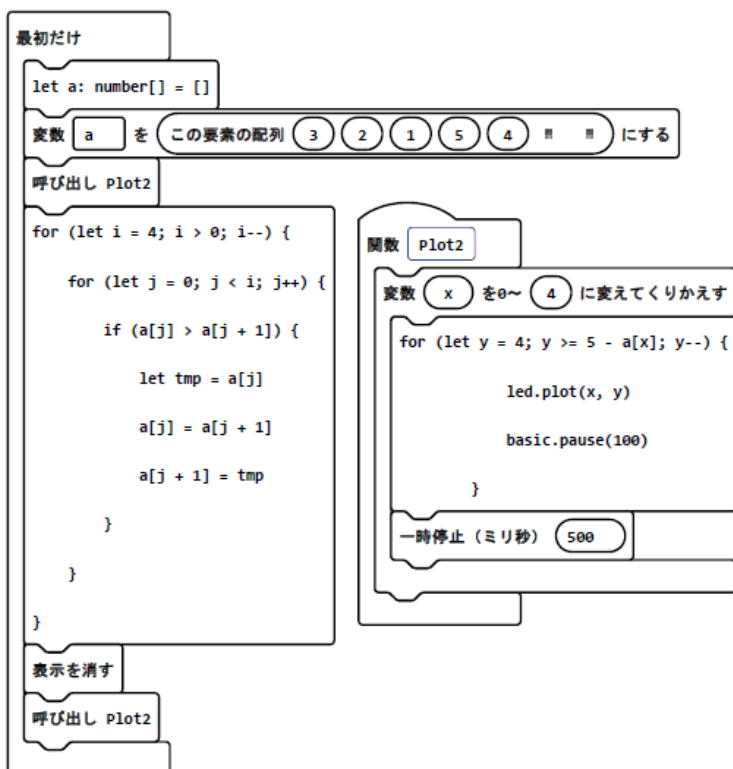 最初だけ
let a: number[] = []
変数 a を この要素の配列 3 2 1 5 4 にする
呼び出し Plot2
for (let i = 4; i > 0; i--) {
for (let j = 0; j < i; j++) {
if (a[j] > a[j + 1]) {
let tmp = a[j]
a[j] = a[j + 1]
a[j + 1] = tmp
}
}
}
表示を消す
呼び出し Plot2
関数 Plot2
変数 x を0～ 4 に変えてくりかえす
for (let y = 4; y >= 5 - a[x]; y--) {
led.plot(x, y)
basic.pause(100)
}
一時停止（ミリ秒） 500